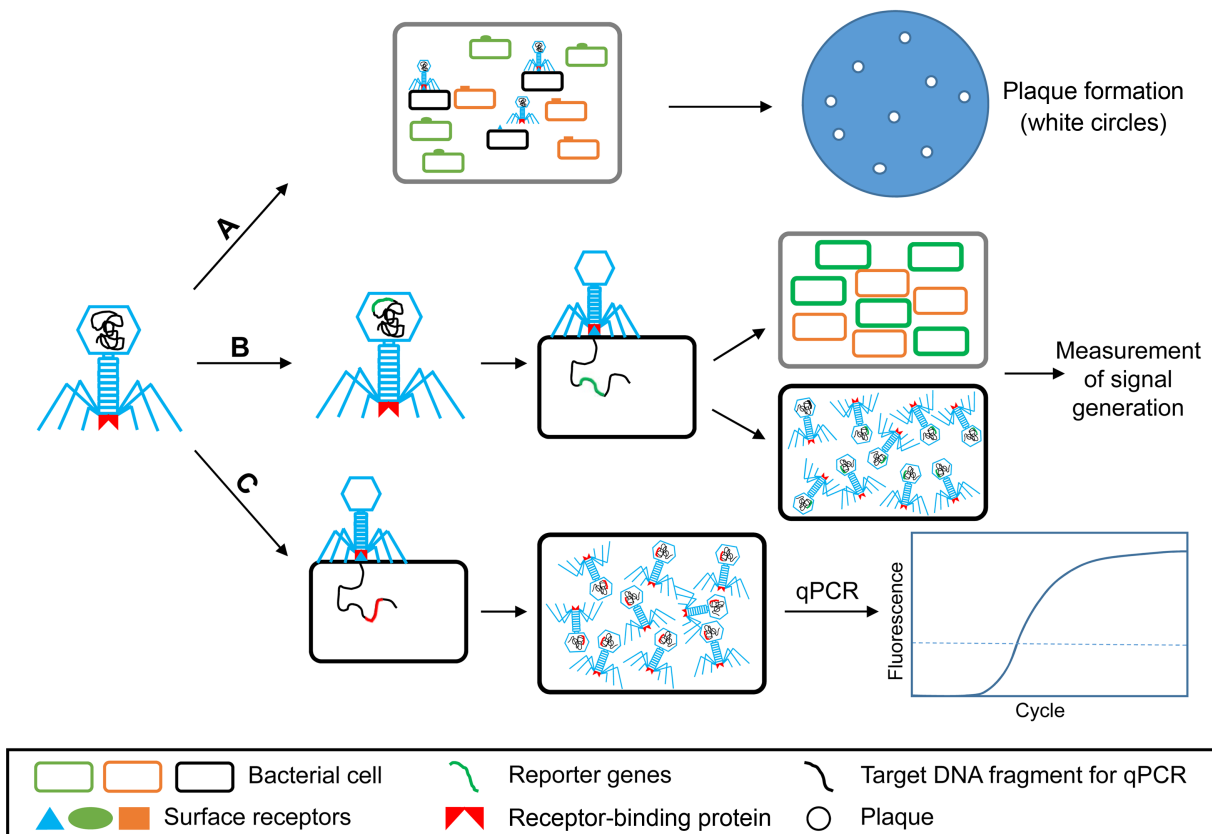 Plaque formation
(white circles)
A
B
C
Measurement
of signal
generation
qPCR
Fluorescence
Cycle
Bacterial cell
Reporter genes
Target DNA fragment for qPCR
Surface receptors
Receptor-binding protein
Plaque